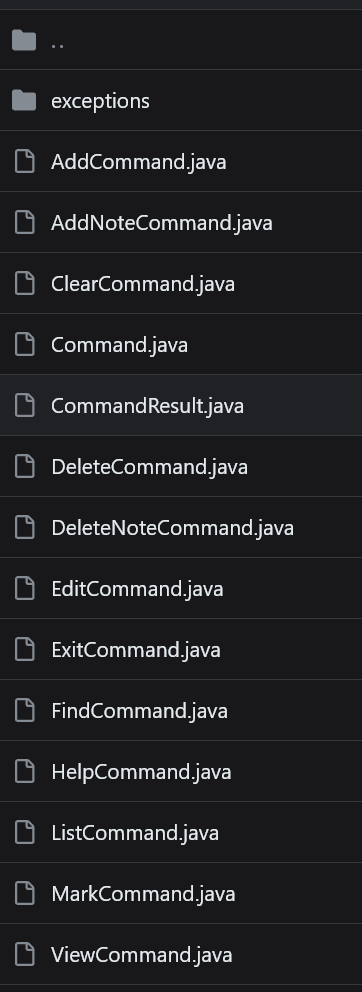 ..
exceptions
AddCommand.java
AddNoteCommand.java
ClearCommand.java
Command.java
CommandResult.java
DeleteCommand.java
DeleteNoteCommand.java
EditCommand.java
ExitCommand.java
FindCommand.java
HelpCommand.java
ListCommand.java
MarkCommand.java
ViewCommand.java